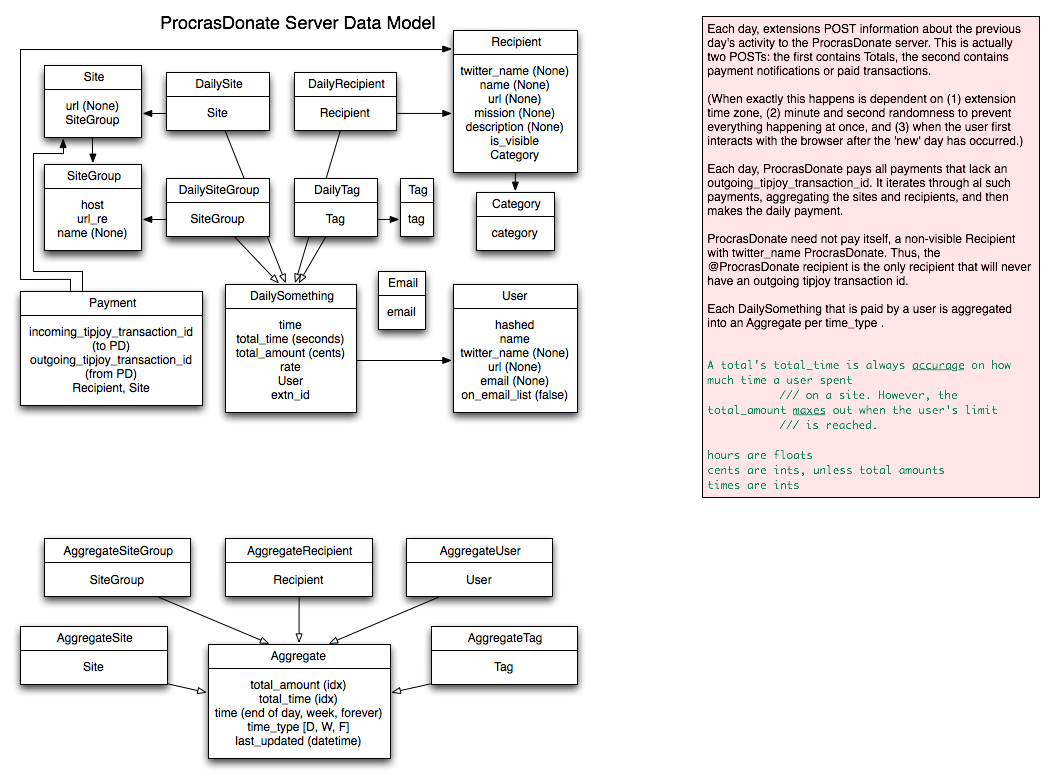 ProcrasDonate Server Data Model
Site
url (None)
SiteGroup
DailySite
Site
DailyRecipient
Recipient
Recipient
twitter_name (None)
name (None)
url (None)
mission (None)
description (None)
is_visible
Category
SiteGroup
host
url_re
name (None)
DailySiteGroup
SiteGroup
DailyTag
Tag
Tag
tag
Category
category
Payment
incoming_tipjoy_transaction_id
(to PD)
outgoing_tipjoy_transaction_id
(from PD)
Recipient, Site
DailySomething
time
total_time (seconds)
total_amount (cents)
rate
User
extn_id
Email
email
User
hashed
name
twitter_name (None)
url (None)
email (None)
on_email_list (false)
Each day, extensions POST information about the previous
day's activity to the ProcrasDonate server. This is actually
two POSTs: the first contains Totals, the second contains
payment notifications or paid transactions.
(When exactly this happens is dependent on (1) extension
time zone, (2) minute and second randomness to prevent
everything happening at once, and (3) when the user first
interacts with the browser after the 'new' day has occurred.)
Each day, ProcrasDonate pays all payments that lack an
outgoing_tipjoy_transaction_id. It iterates through al such
payments, aggregating the sites and recipients, and then
makes the daily payment.
ProcrasDonate need not pay itself, a non-visible Recipient
with twitter_name ProcrasDonate. Thus, the
@ProcrasDonate recipient is the only recipient that will never
have an outgoing tipjoy transaction id.
Each DailySomething that is paid by a user is aggregated
into an Aggregate per time_type .
A total's total_time is always accurage on how
much time a user spent
/// on a site. However, the
total_amount maxes out when the user's limit
/// is reached.
hours are floats
cents are ints, unless total amounts
times are ints
AggregateSiteGroup
SiteGroup
AggregateRecipient
Recipient
AggregateUser
User
AggregateSite
Site
Aggregate
total_amount (idx)
total_time (idx)
time (end of day, week, forever)
time_type [D, W, F]
last_updated (datetime)
AggregateTag
Tag